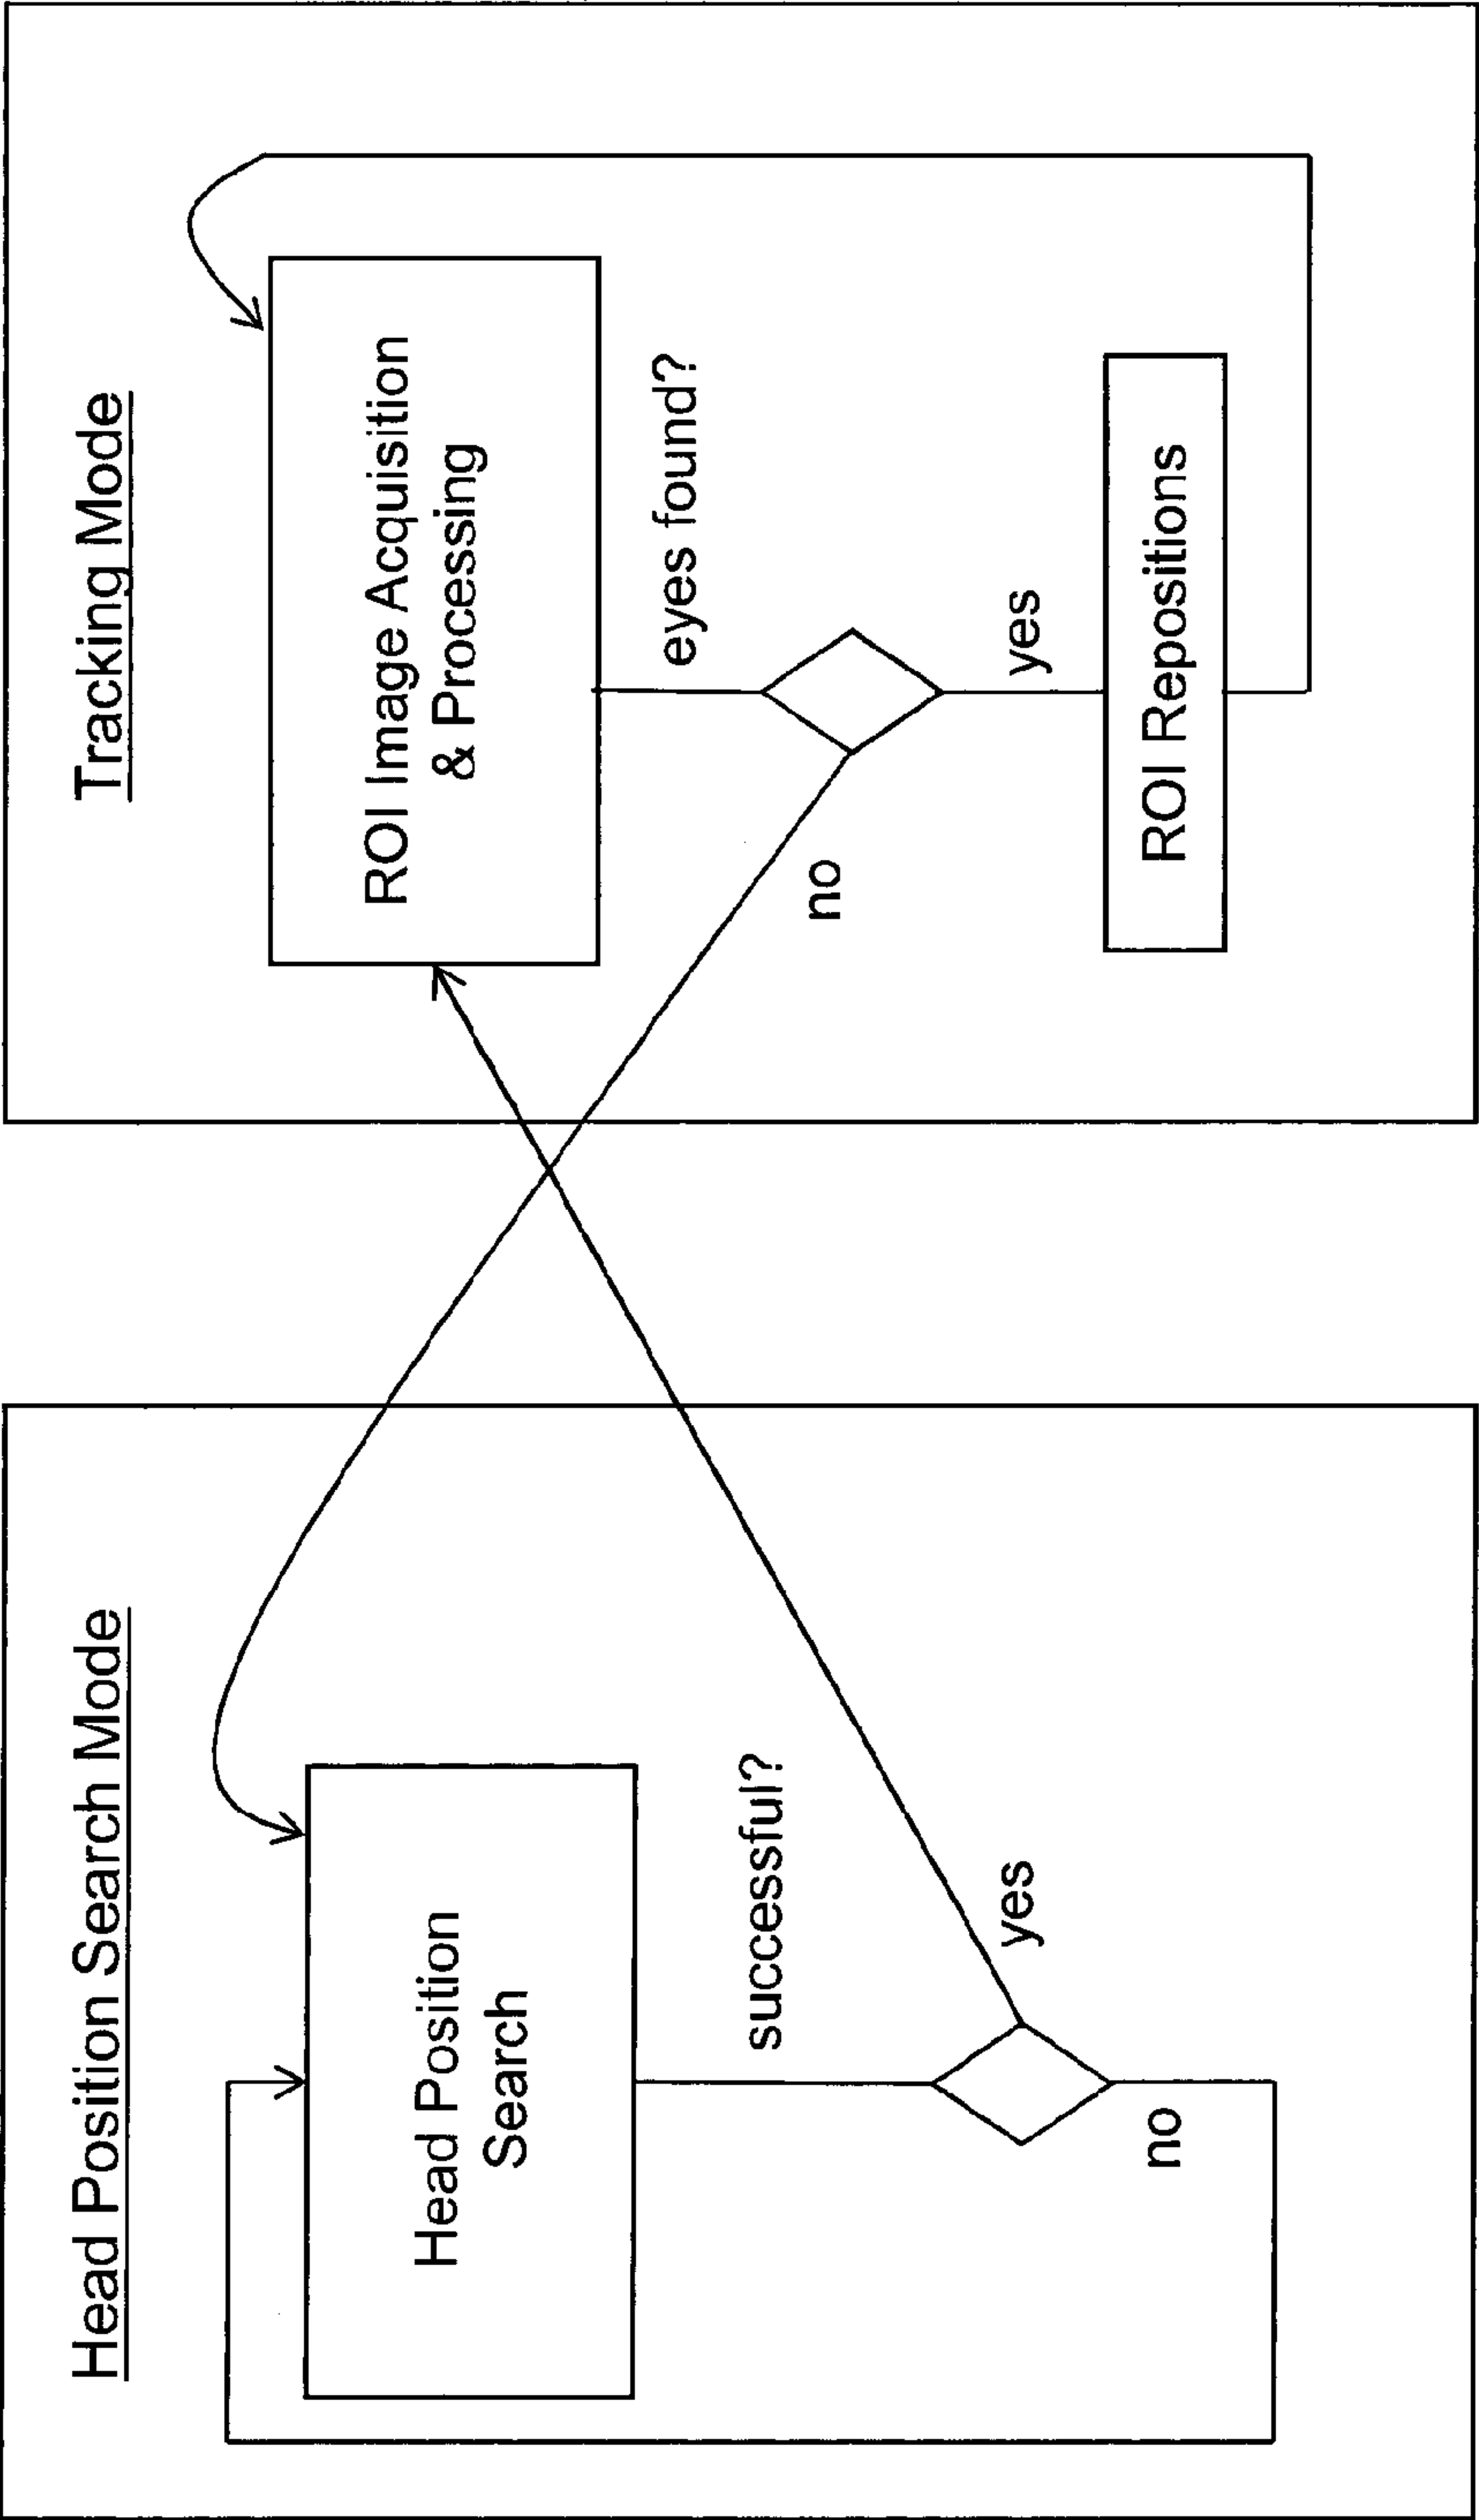 Head Position Search Mode
Head Position
Search
successful?
yes
no
Tracking Mode
ROI Image Acquisition
& Processing
eyes found?
no
yes
ROI Repositions